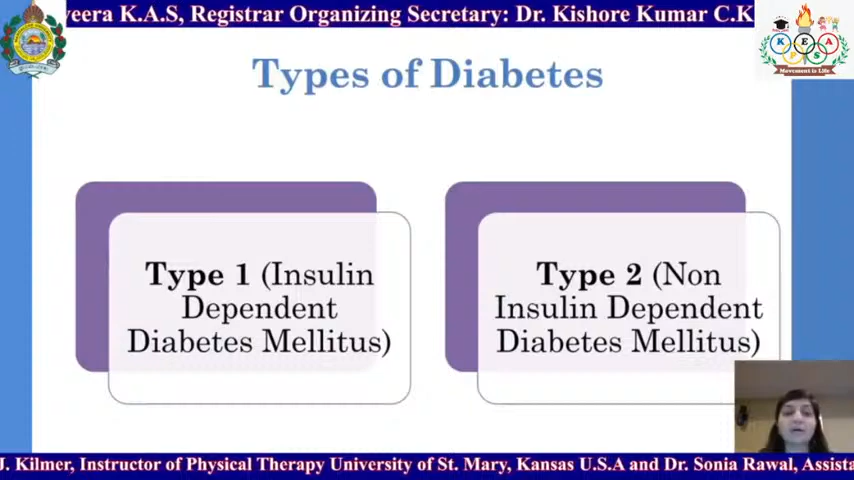 veera K.A.S, Registrar Organizing Secretary: Dr. Kishore Kumar C.K
Types of Diabetes
Type 1 (Insulin
Dependent
Diabetes Mellitus)
Type 2 (Non
Insulin Dependent
Diabetes Mellitus)
K E A
P S
Movement is Life
J. Kilmer, Instructor of Physical Therapy University of St. Mary, Kansas U.S.A and Dr. Sonia Rawal, Assista